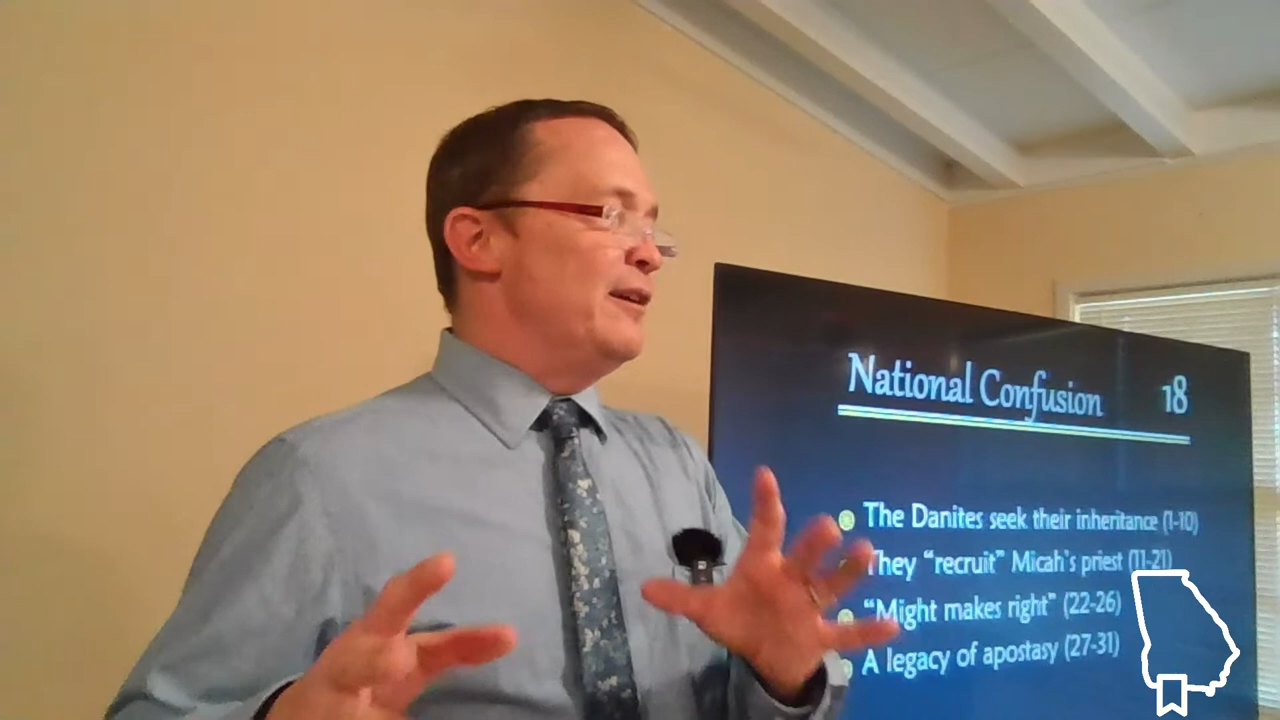 National Confusion 18
The Danites seek their inheritance (1-10)
They “recruit” Micah's priest (11-21)
“Might makes right” (22-26)
A legacy of apostasy (27-31)